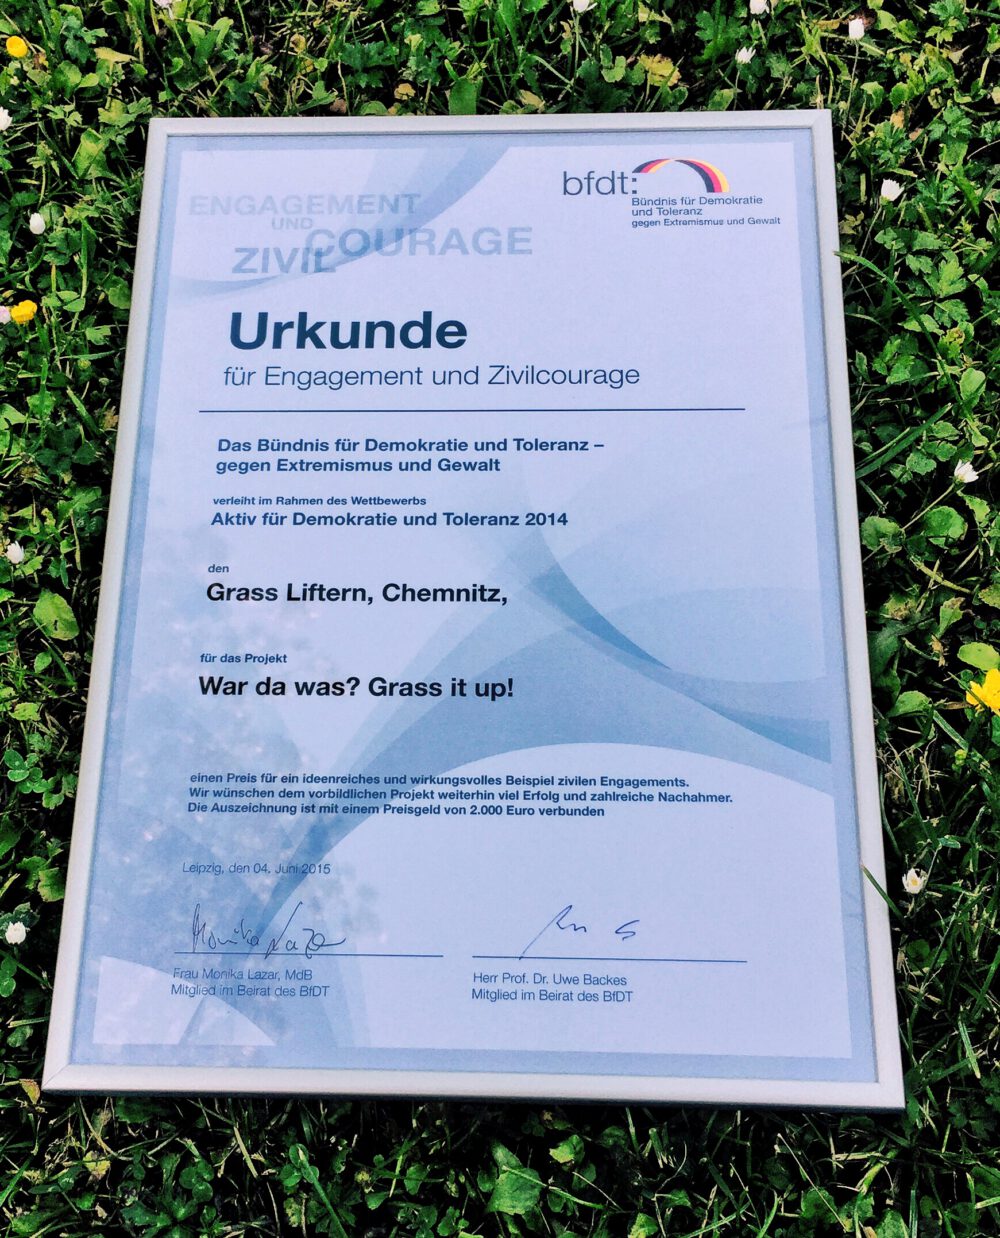 ENGAGEMENT
UND
ZIVILCOURAGE
bfdt:
Bündnis für Demokratie
und Toleranz
gegen Extremismus und Gewalt
Urkunde
für Engagement und Zivilcourage
Das Bündnis für Demokratie und Toleranz –
gegen Extremismus und Gewalt
verleiht im Rahmen des Wettbewerbs
Aktiv für Demokratie und Toleranz 2014
den
Grass Liftern, Chemnitz,
für das Projekt
War da was? Grass it up!
einen Preis für ein ideenreiches und wirkungsvolles Beispiel zivilen Engagements.
Wir wünschen dem vorbildlichen Projekt weiterhin viel Erfolg und zahlreiche Nachahmer.
Die Auszeichnung ist mit einem Preisgeld von 2.000 Euro verbunden
Leipzig, den 04. Juni 2015
Monika Lazar
Frau Monika Lazar, MdB
Mitglied im Beirat des BfDT
Herr Prof. Dr. Uwe Backes
Mitglied im Beirat des BfDT